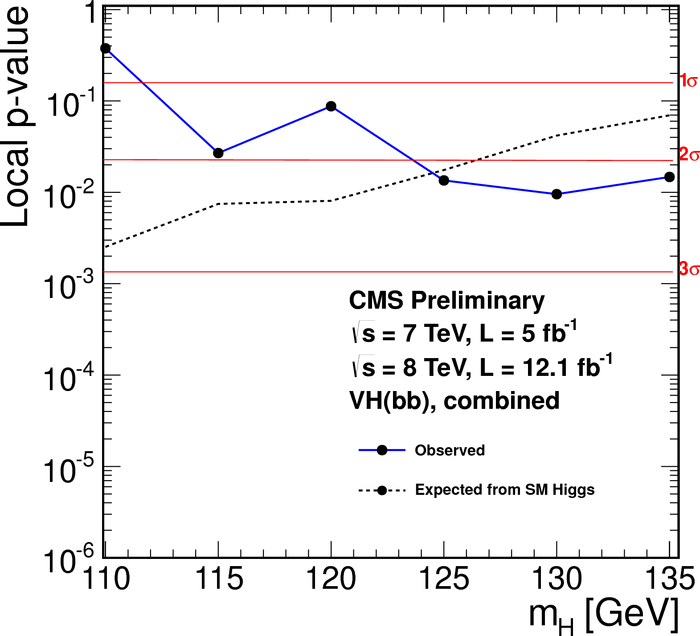 Local p-value
1
10⁻¹
10⁻²
10⁻³
10⁻⁴
10⁻⁵
10⁻⁶
1σ
2σ
3σ
CMS Preliminary
√s = 7 TeV, L = 5 fb⁻¹
√s = 8 TeV, L = 12.1 fb⁻¹
VH(bb), combined
Observed
Expected from SM Higgs
110 115 120 125 130 135
m_H [GeV]